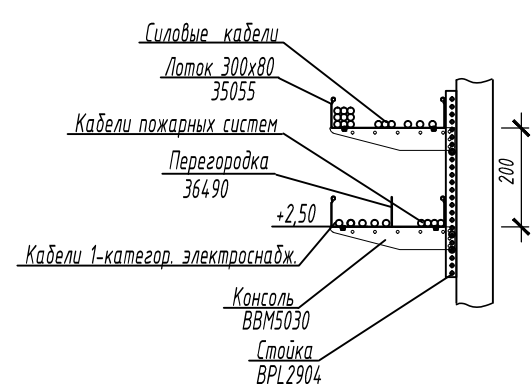 Силовые кабели
Лоток 300х80
35055
Кабели пожарных систем
Перегородка
36490
+2,50
200
Кабели 1-категор. электроснабж.
Консоль
BBM5030
Стойка
BPL2904